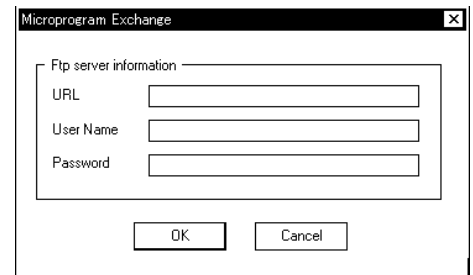 Microprogram Exchange
Ftp server information
URL
User Name
Password
OK
Cancel